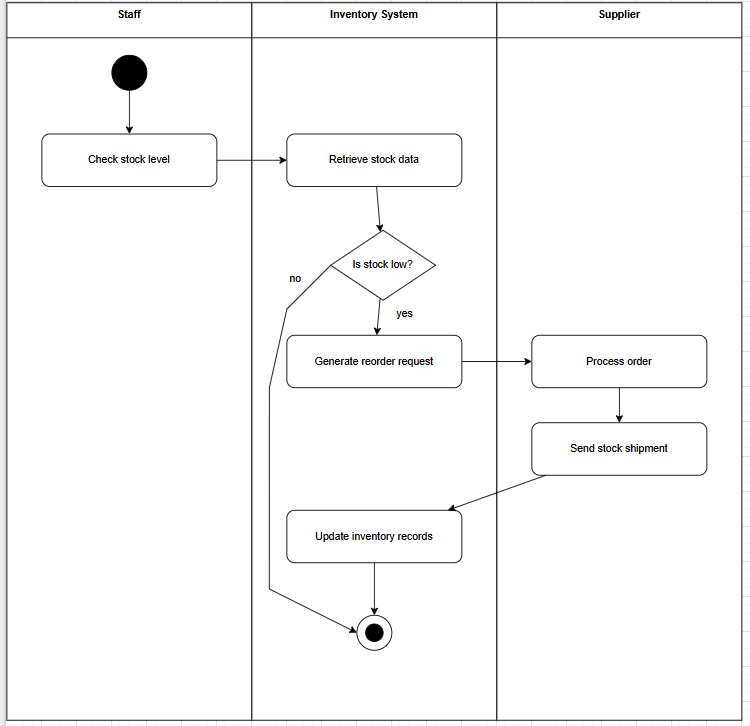 Staff
Inventory System
Supplier
Check stock level
Retrieve stock data
Is stock low?
no
yes
Generate reorder request
Process order
Send stock shipment
Update inventory records